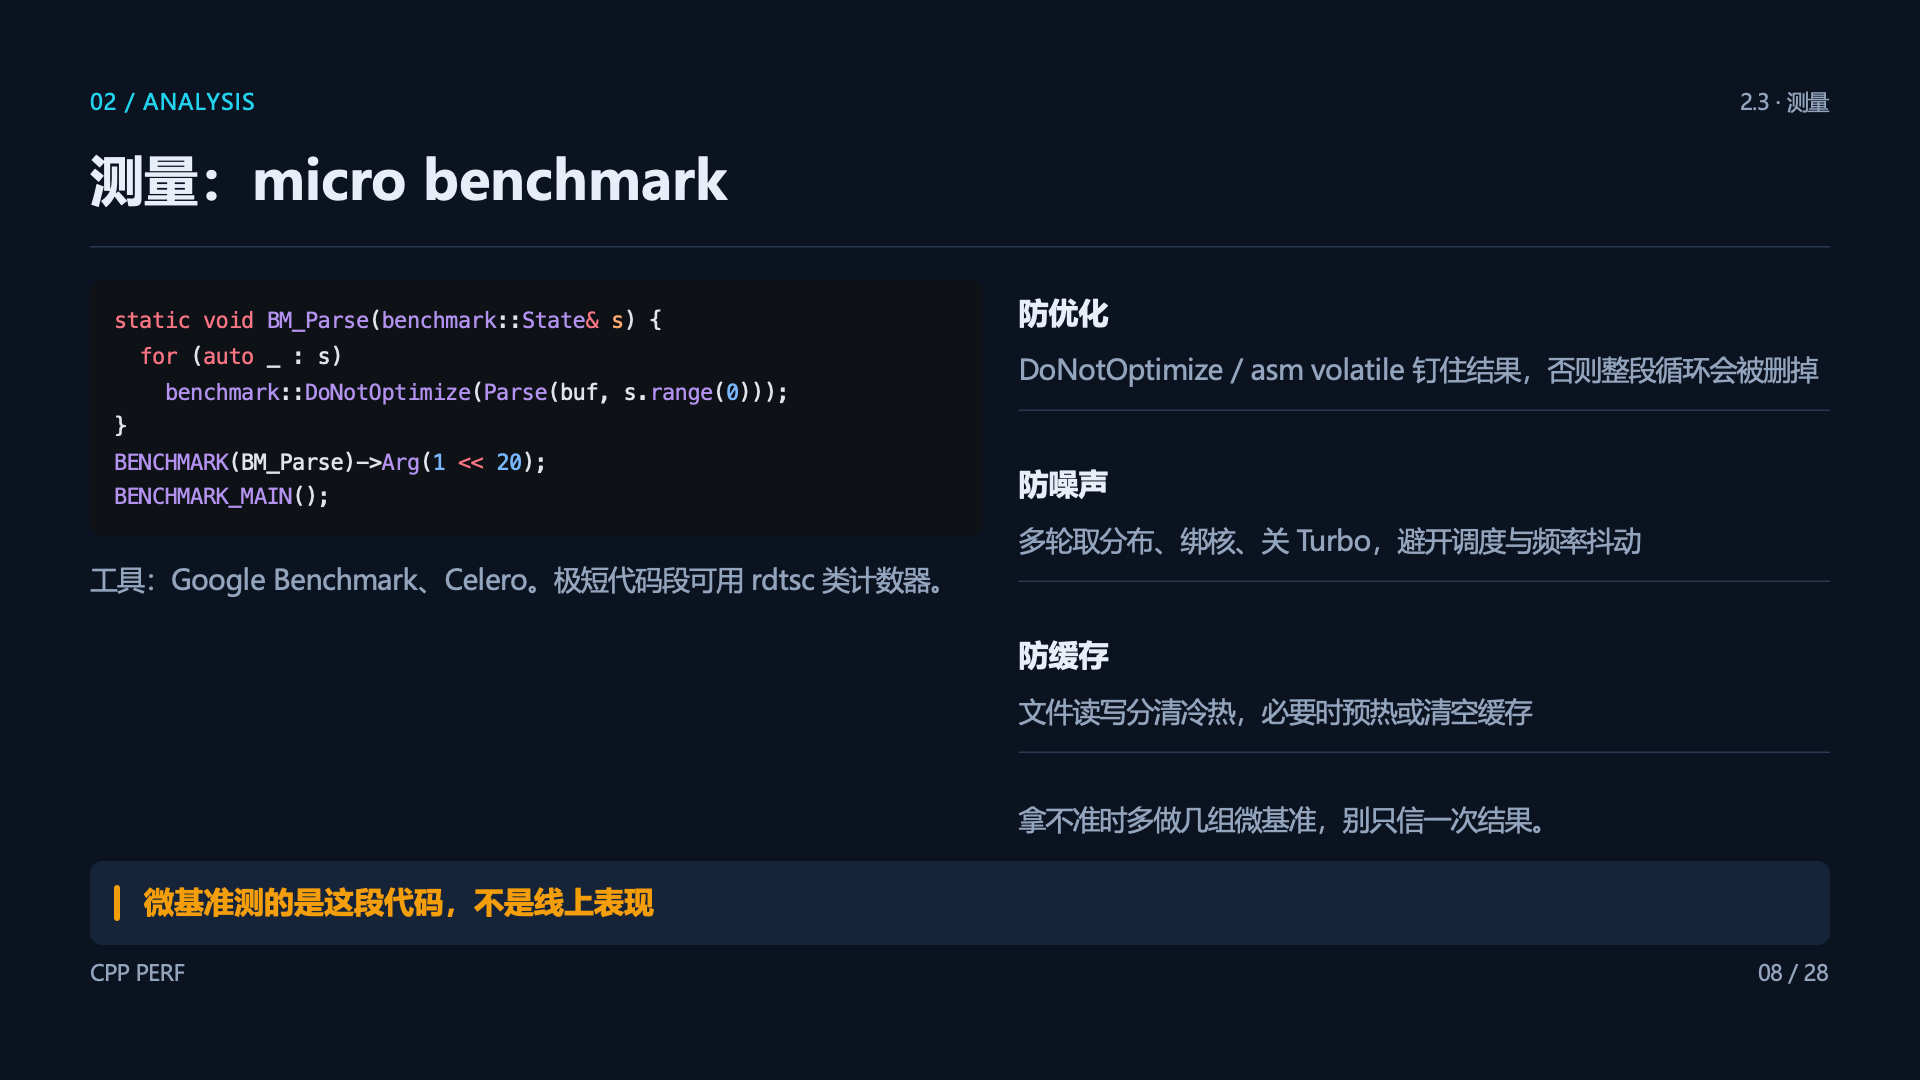 02 / ANALYSIS
2.3 · 测量
测量：micro benchmark
static void BM_Parse(benchmark::State& s) {
  for (auto _ : s)
    benchmark::DoNotOptimize(Parse(buf, s.range(0)));
}
BENCHMARK(BM_Parse)->Arg(1 << 20);
BENCHMARK_MAIN();
工具：Google Benchmark、Celero。极短代码段可用 rdtsc 类计数器。
防优化
DoNotOptimize / asm volatile 钉住结果，否则整段循环会被删掉
防噪声
多轮取分布、绑核、关 Turbo，避开调度与频率抖动
防缓存
文件读写分清冷热，必要时预热或清空缓存
拿不准时多做几组微基准，别只信一次结果。
微基准测的是这段代码，不是线上表现
CPP PERF
08 / 28